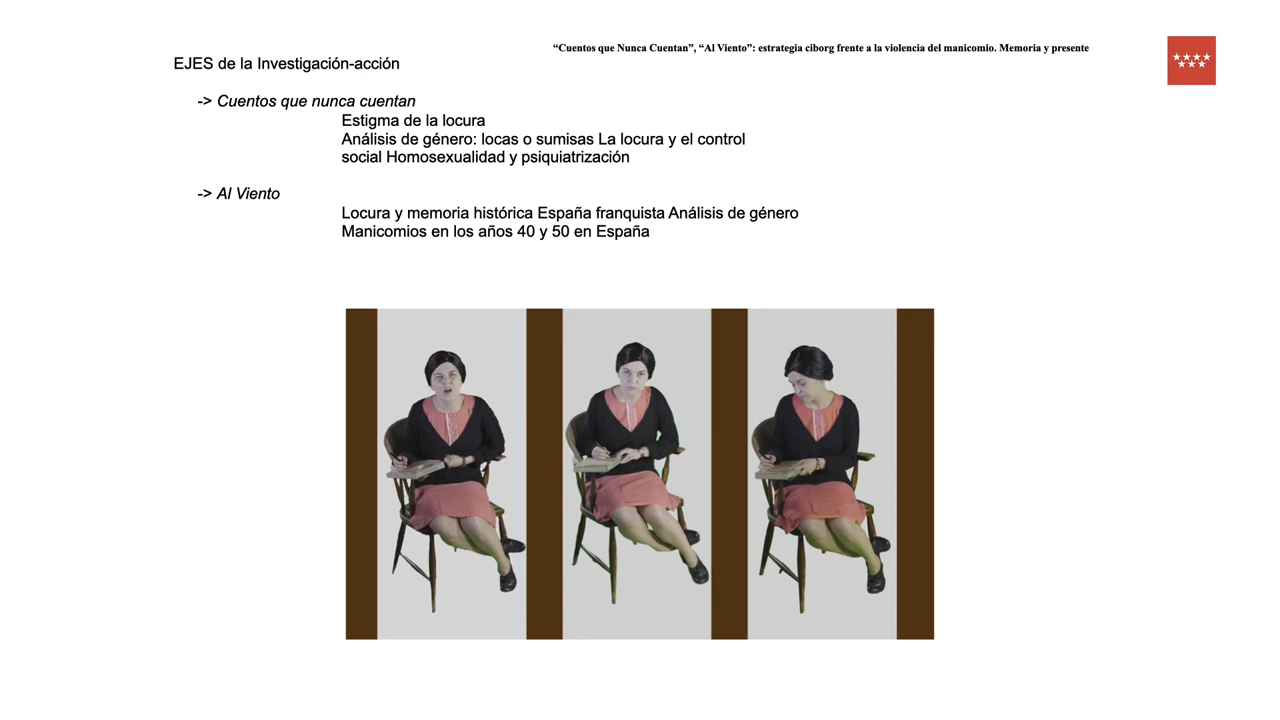 “Cuentos que Nunca Cuentan”, “Al Viento”: estrategia ciborg frente a la violencia del manicomio. Memoria y presente
EJES de la Investigación-acción
-> Cuentos que nunca cuentan
Estigma de la locura
Análisis de género: locas o sumisas La locura y el control
social Homosexualidad y psiquiatrización
-> Al Viento
Locura y memoria histórica España franquista Análisis de género
Manicomios en los años 40 y 50 en España